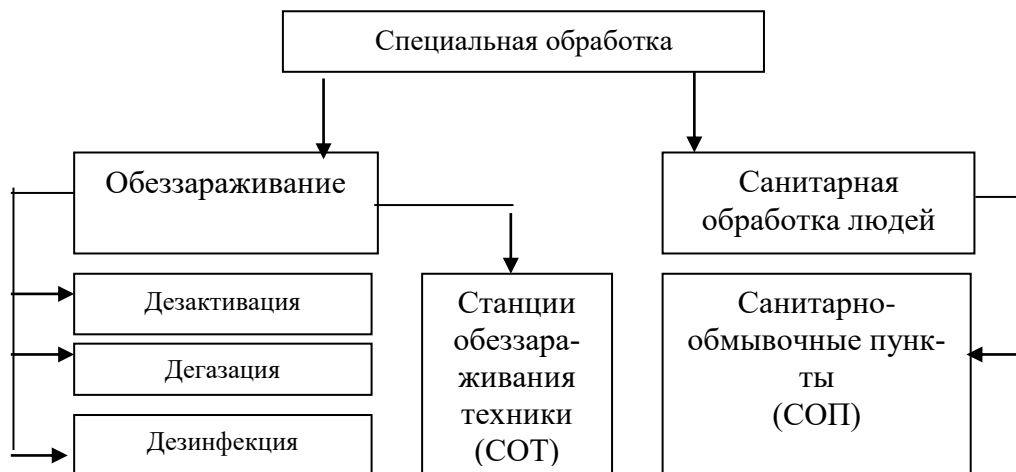 Специальная обработка
Обеззараживание
Санитарная
обработка людей
Дезактивация
Дегазация
Дезинфекция
Станции
обеззара-
живания
техники
(СОТ)
Санитарно-
обмывочные пунк-
ты
(СОП)